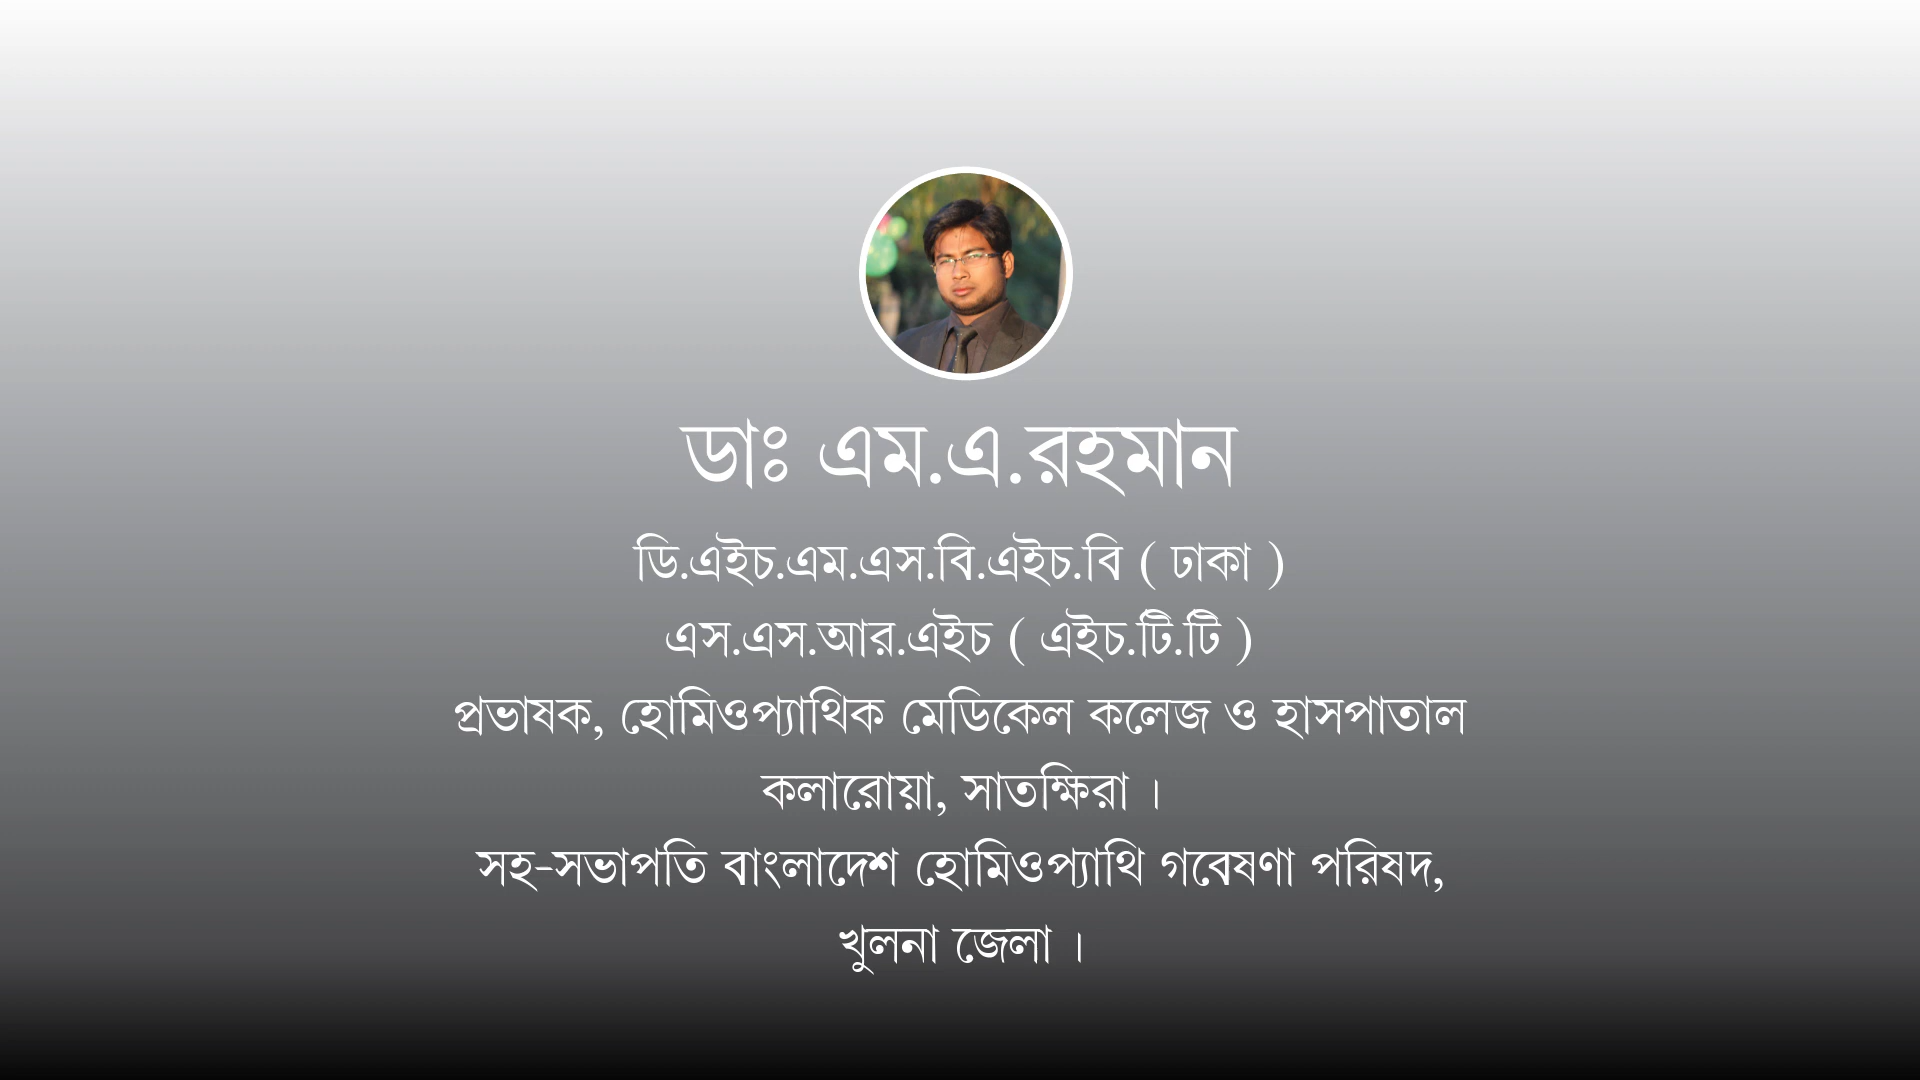 ডাঃ এম.এ.রহমান
ডি.এইচ.এম.এস.বি.এইচ.বি ( ঢাকা )
এস.এস.আর.এইচ ( এইচ.টি.টি )
প্রভাষক, হোমিওপ্যাথিক মেডিকেল কলেজ ও হাসপাতাল
কলারোয়া, সাতক্ষিরা ।
সহ-সভাপতি বাংলাদেশ হোমিওপ্যাথি গবেষণা পরিষদ,
খুলনা জেলা ।